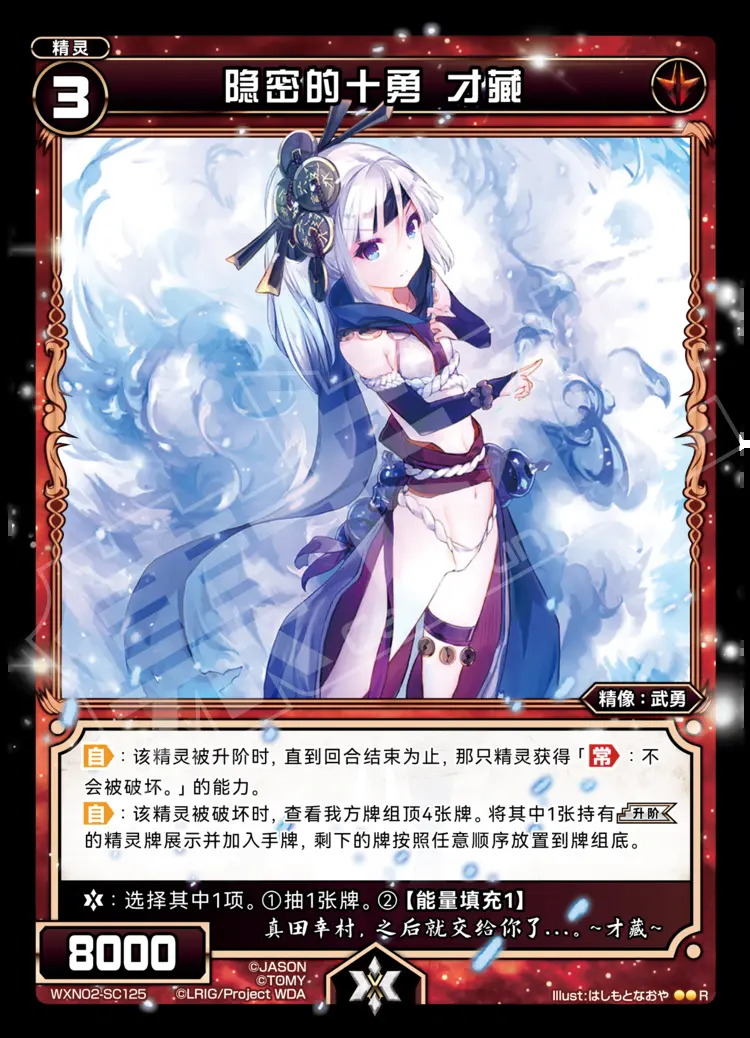 精灵
3
隐密的十勇 才藏
精像：武勇
自：该精灵被升阶时，直到回合结束为止，那只精灵获得「常：不
会被破坏。」的能力。
自：该精灵被破坏时，查看我方牌组顶4张牌。将其中1张持有升阶
的精灵牌展示并加入手牌，剩下的牌按照任意顺序放置到牌组底。
：选择其中1项。①抽1张牌。②【能量填充1】
真田幸村，之后就交给你了...。~才藏~
8000
©JASON
©TOMY
WXN02-SC125 ©LRIG/Project WDA
Illust:はしもとなおや R